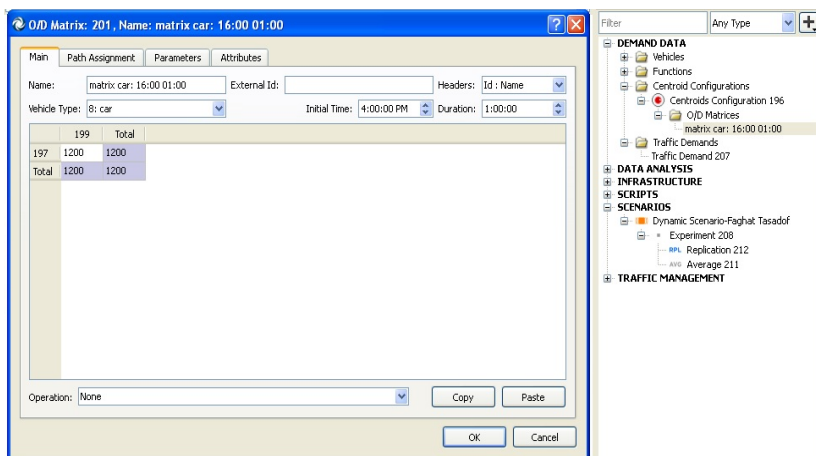 O/D Matrix: 201, Name: matrix car: 16:00 01:00
Main Path Assignment Parameters Attributes
Name: matrix car: 16:00 01:00 External Id: Headers: Id : Name
Vehicle Type: 8: car Initial Time: 4:00:00 PM Duration: 1:00:00
199 Total
197 1200 1200
Total 1200 1200
Operation: None Copy Paste
OK Cancel
Filter Any Type
DEMAND DATA
Vehicles
Functions
Centroid Configurations
Centroids Configuration 196
O/D Matrices
matrix car: 16:00 01:00
Traffic Demands
Traffic Demand 207
DATA ANALYSIS
INFRASTRUCTURE
SCRIPTS
SCENARIOS
Dynamic Scenario-Faghat Tasadof
Experiment 208
RPL Replication 212
AVG Average 211
TRAFFIC MANAGEMENT